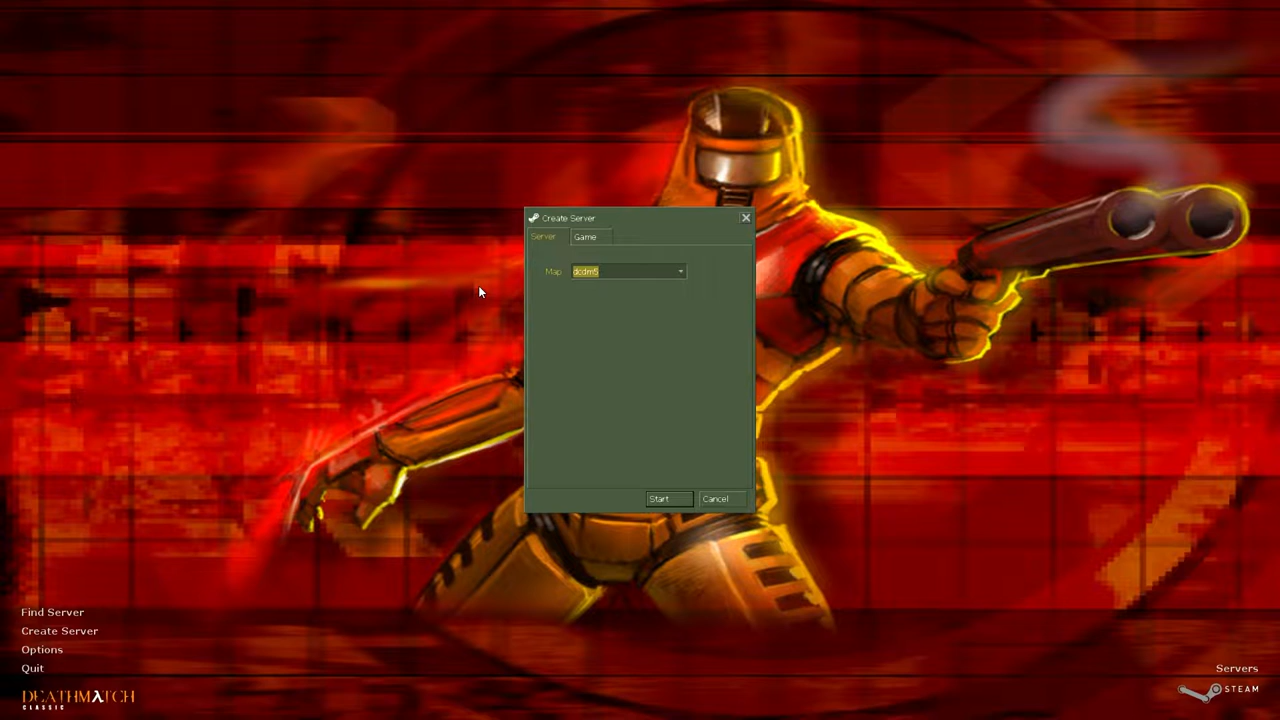 Create Server
Server
Game
Map
dcdm5
Start
Cancel
Find Server
Create Server
Options
Quit
DEATHMATCH
CLASSIC
Servers
STEAM